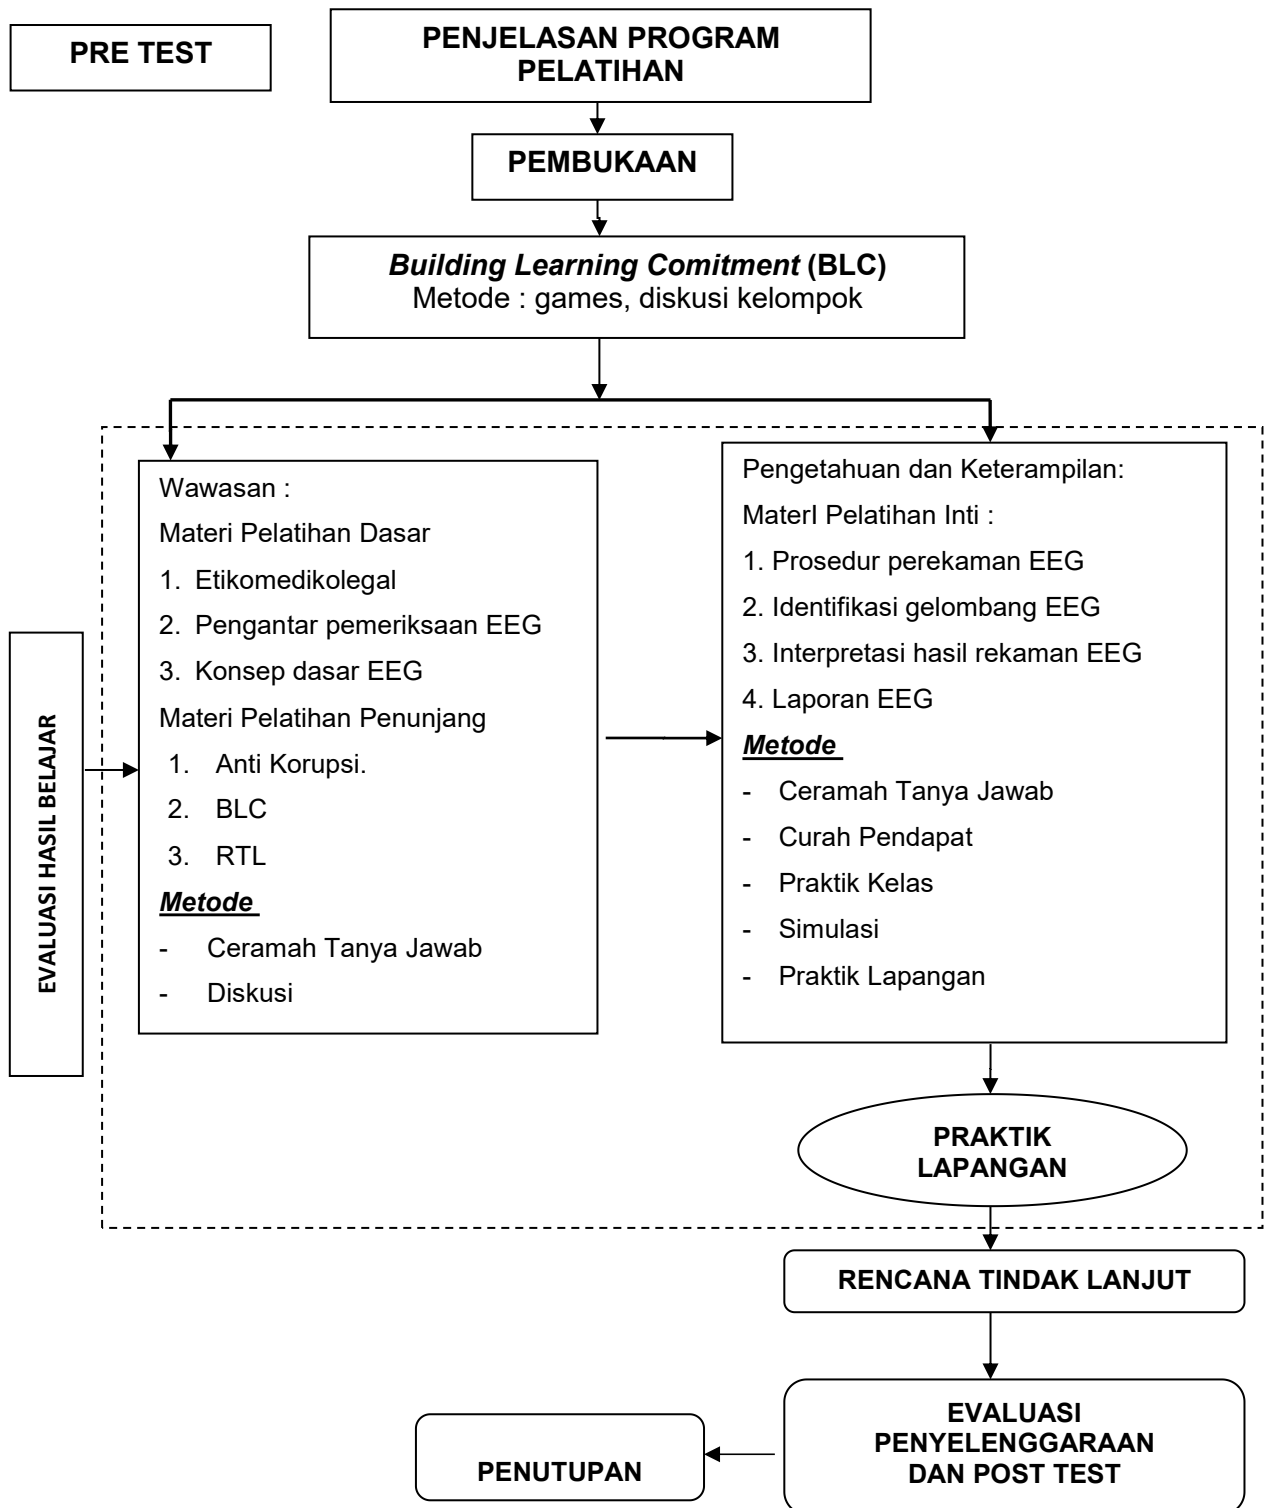 PRE TEST
PENJELASAN PROGRAM
PELATIHAN
PEMBUKAAN
Building Learning Comitment (BLC)
Metode : games, diskusi kelompok
EVALUASI HASIL BELAJAR
Wawasan :
Materi Pelatihan Dasar
1. Etikomedikolegal
2. Pengantar pemeriksaan EEG
3. Konsep dasar EEG
Materi Pelatihan Penunjang
1. Anti Korupsi.
2. BLC
3. RTL
Metode
- Ceramah Tanya Jawab
- Diskusi
Pengetahuan dan Keterampilan:
MaterI Pelatihan Inti :
1. Prosedur perekaman EEG
2. Identifikasi gelombang EEG
3. Interpretasi hasil rekaman EEG
4. Laporan EEG
Metode
- Ceramah Tanya Jawab
- Curah Pendapat
- Praktik Kelas
- Simulasi
- Praktik Lapangan
PRAKTIK
LAPANGAN
RENCANA TINDAK LANJUT
EVALUASI
PENYELENGGARAAN
DAN POST TEST
PENUTUPAN